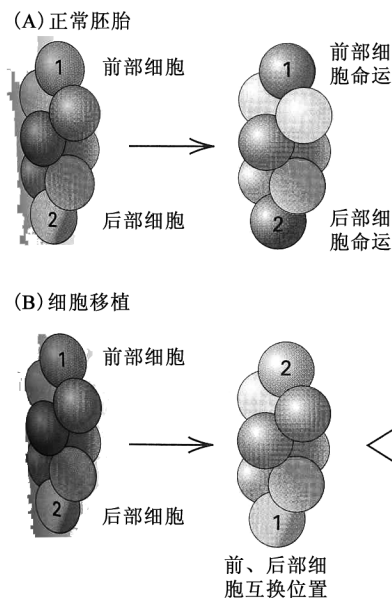 (A) 正常胚胎
1
前部细胞
2
后部细胞
1
前部细
胞命运
2
后部细
胞命运
(B) 细胞移植
1
前部细胞
2
后部细胞
2
1
前、后部细
胞互换位置